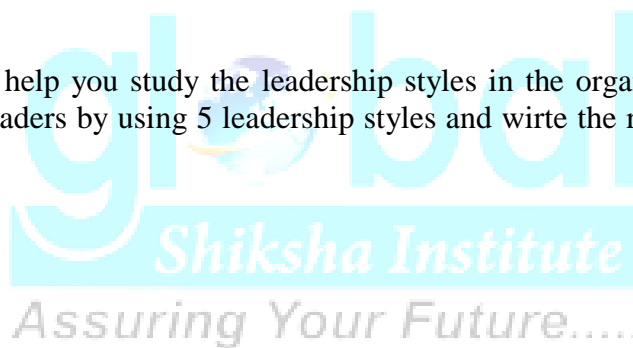 help you study the leadership styles in the orga
aders by using 5 leadership styles and wirte the r
global
Shiksha Institute
Assuring Your Future.....